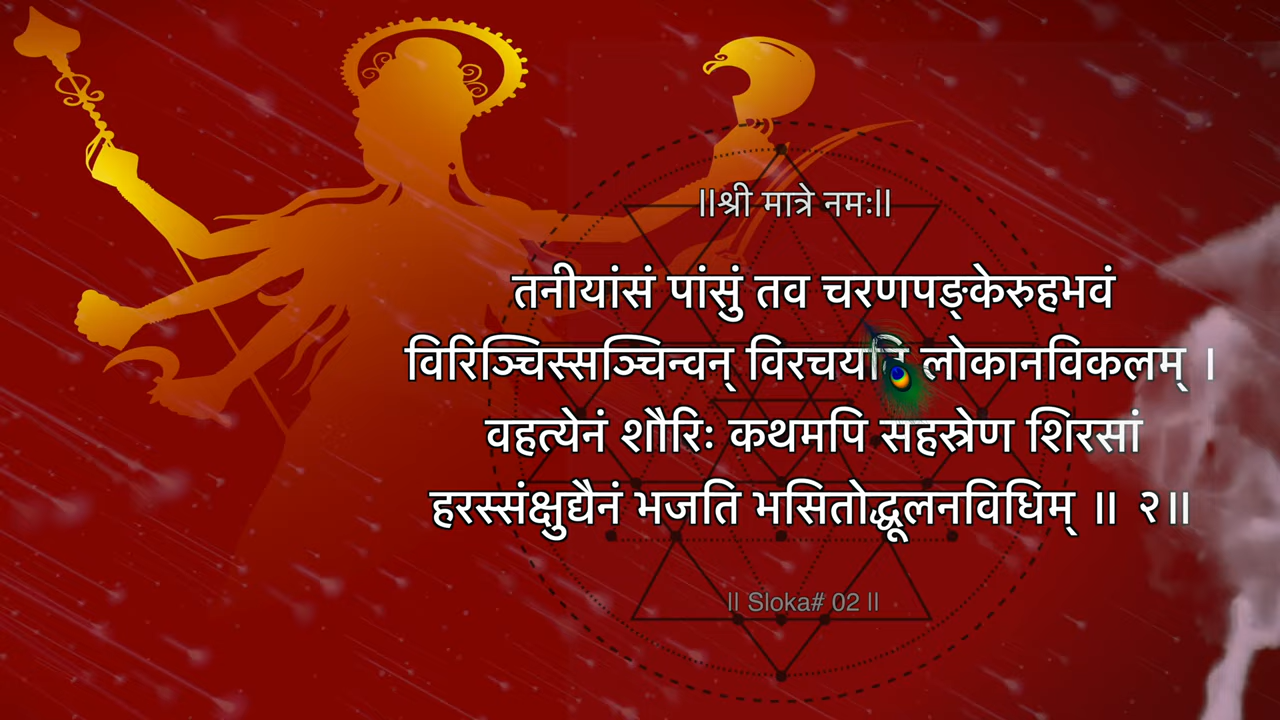 ||श्री मात्रे नमः||
तनीयांसं पांसुं तव चरणपङ्केरुहभवं
विरिञ्चिस्सञ्चिन्वन् विरचयति लोकानविकलम् ।
वहत्येनं शौरिः कथमपि सहस्रेण शिरसां
हरस्संक्षुद्यैनं भजति भसितोद्धूलनविधिम् ॥ २॥
|| Sloka# 02 ||